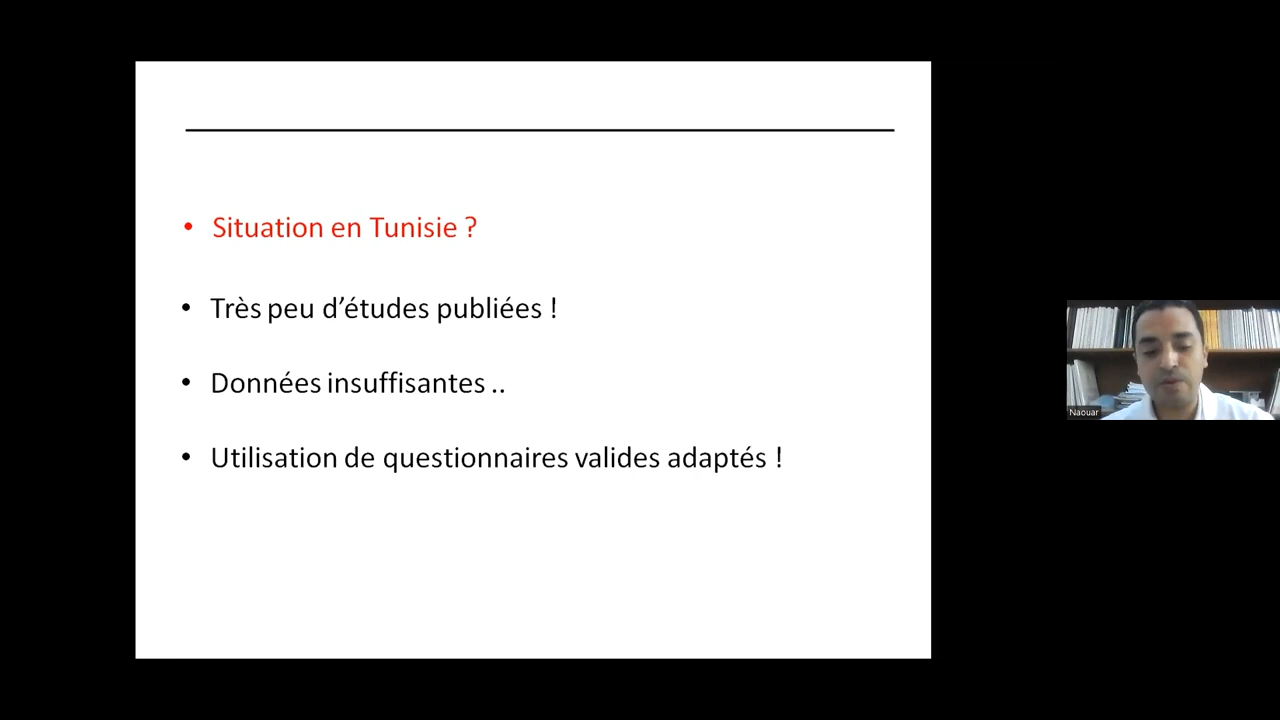 • Situation en Tunisie ?
• Très peu d’études publiées !
• Données insuffisantes ..
• Utilisation de questionnaires valides adaptés !
Naouar